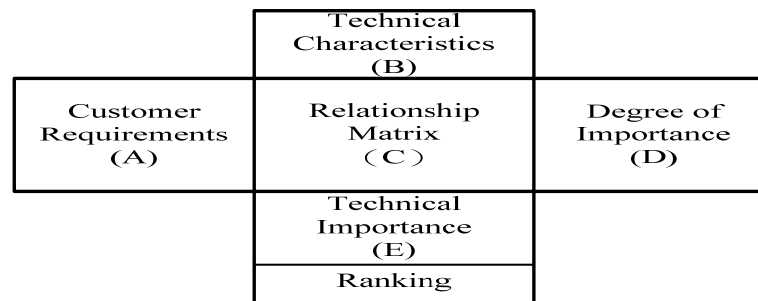 Technical
Characteristics
(B)
Customer
Requirements
(A)
Relationship
Matrix
(C)
Degree of
Importance
(D)
Technical
Importance
(E)
Ranking